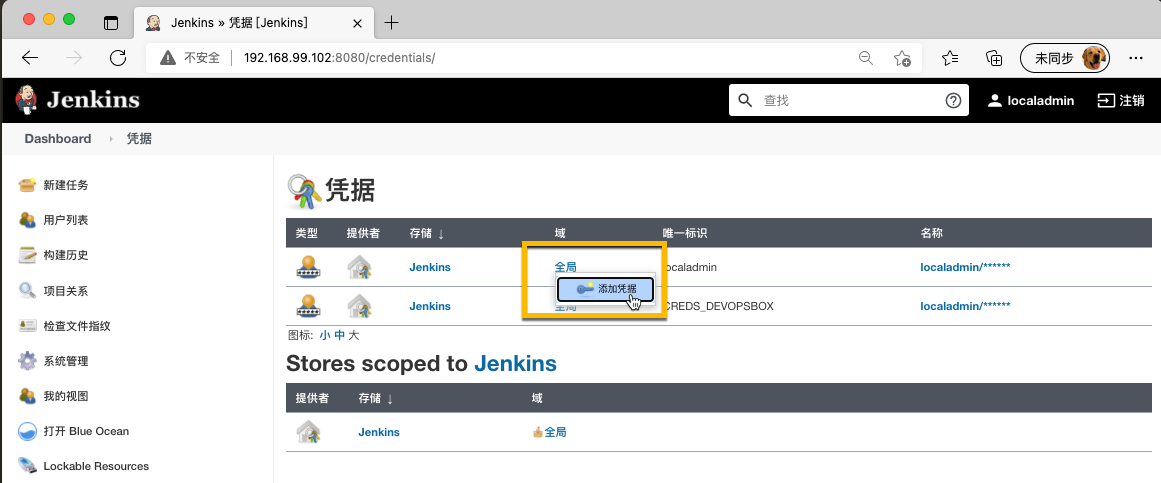 Jenkins » 凭据 [Jenkins]
不安全 192.168.99.102:8080/credentials/ 未同步
Jenkins 查找 localadmin 注销
Dashboard 凭据
新建任务
用户列表
构建历史
项目关系
检查文件指纹
系统管理
我的视图
打开 Blue Ocean
Lockable Resources
凭据
类型 提供者 存储 ↓ 域 唯一标识 名称
Jenkins 全局 localadmin localadmin/******
添加凭据
Jenkins 全局 CREDS_DEVOPSBOX localadmin/******
图标: 小 中 大
Stores scoped to Jenkins
提供者 存储 ↓ 域
Jenkins 全局